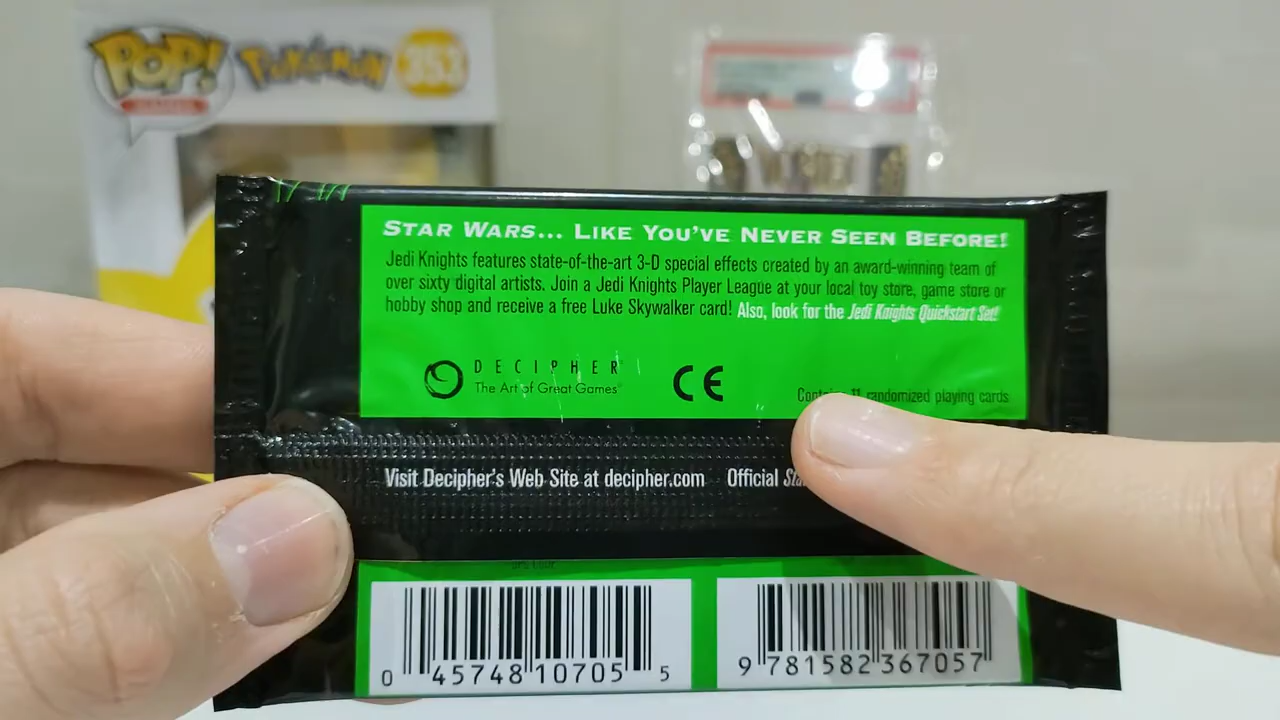 POP! Pokémon 353
STAR WARS... LIKE YOU'VE NEVER SEEN BEFORE!
Jedi Knights features state-of-the-art 3-D special effects created by an award-winning team of
over sixty digital artists. Join a Jedi Knights Player League at your local toy store, game store or
hobby shop and receive a free Luke Skywalker card! Also, look for the Jedi Knights Quickstart Set!
DECIPHER
The Art of Great Games
CE
11 randomized playing cards
Visit Decipher's Web Site at decipher.com Official
0 45748 10705 5
9 781582 367057